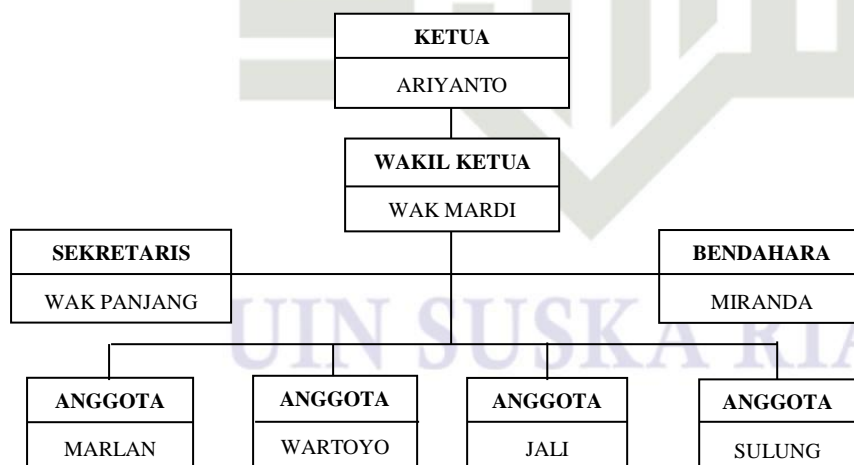 KETUA
ARIYANTO
WAKIL KETUA
WAK MARDI
SEKRETARIS
WAK PANJANG
BENDAHARA
MIRANDA
UIN SUSKA RIA
ANGGOTA
MARLAN
ANGGOTA
WARTOYO
ANGGOTA
JALI
ANGGOTA
SULUNG